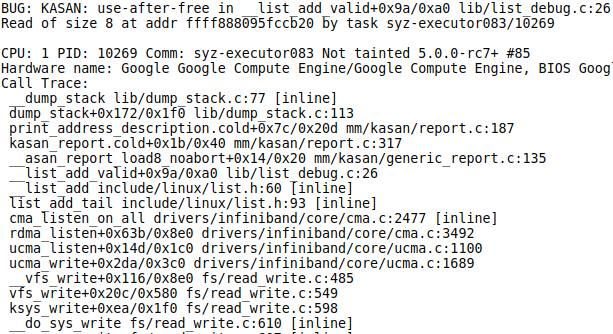 BUG: KASAN: use-after-free in __list_add_valid+0x9a/0xa0 lib/list_debug.c:26
Read of size 8 at addr ffff888095fccb20 by task syz-executor083/10269
CPU: 1 PID: 10269 Comm: syz-executor083 Not tainted 5.0.0-rc7+ #85
Hardware name: Google Google Compute Engine/Google Compute Engine, BIOS Goog
Call Trace:
__dump_stack lib/dump_stack.c:77 [inline]
dump_stack+0x172/0x1f0 lib/dump_stack.c:113
print_address_description.cold+0x7c/0x20d mm/kasan/report.c:187
kasan_report.cold+0x1b/0x40 mm/kasan/report.c:317
__asan_report_load8_noabort+0x14/0x20 mm/kasan/generic_report.c:135
__list_add_valid+0x9a/0xa0 lib/list_debug.c:26
__list_add include/linux/list.h:60 [inline]
list_add_tail include/linux/list.h:93 [inline]
cma_listen_on_all drivers/infiniband/core/cma.c:2477 [inline]
rdma_listen+0x63b/0x8e0 drivers/infiniband/core/cma.c:3492
ucma_listen+0x14d/0x1c0 drivers/infiniband/core/ucma.c:1100
ucma_write+0x2da/0x3c0 drivers/infiniband/core/ucma.c:1689
__vfs_write+0x116/0x8e0 fs/read_write.c:485
vfs_write+0x20c/0x580 fs/read_write.c:549
ksys_write+0xea/0x1f0 fs/read_write.c:598
__do_sys_write fs/read_write.c:610 [inline]